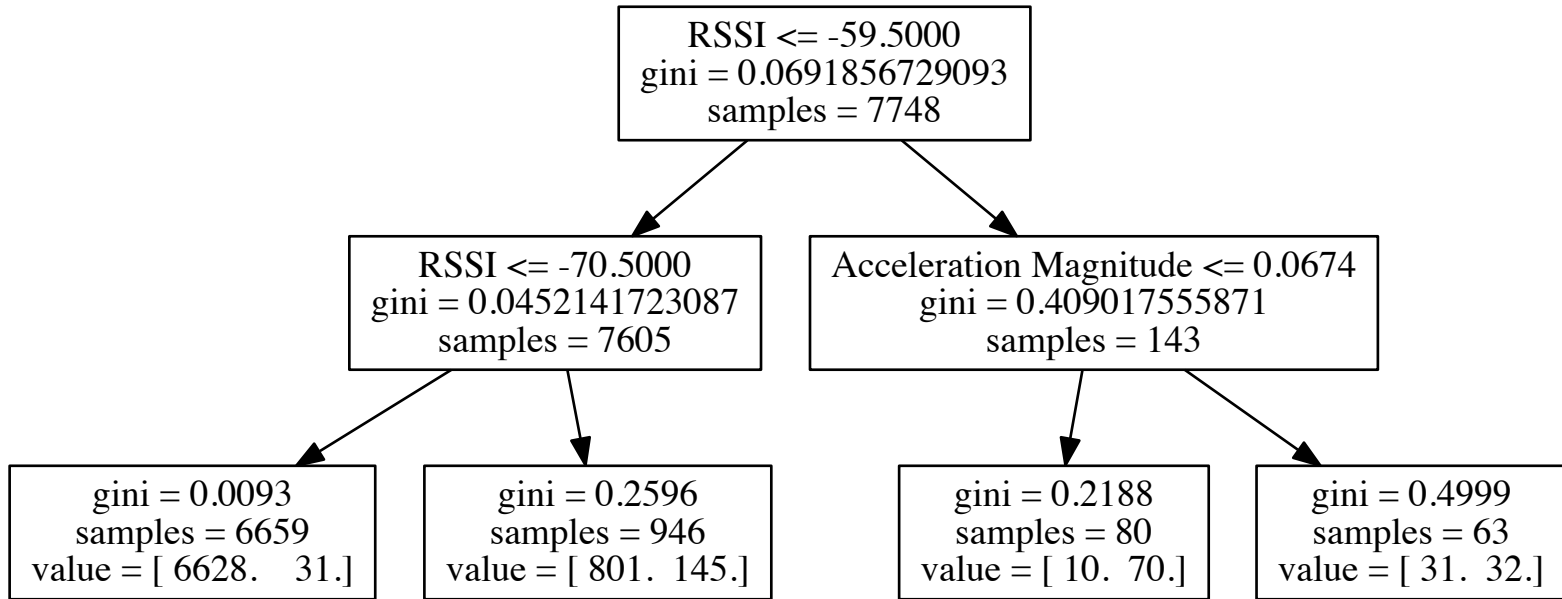 RSSI <= -59.5000
gini = 0.0691856729093
samples = 7748
RSSI <= -70.5000
gini = 0.0452141723087
samples = 7605
Acceleration Magnitude <= 0.0674
gini = 0.409017555871
samples = 143
gini = 0.0093
samples = 6659
value = [ 6628.    31.]
gini = 0.2596
samples = 946
value = [ 801.  145.]
gini = 0.2188
samples = 80
value = [ 10.  70.]
gini = 0.4999
samples = 63
value = [ 31.  32.]